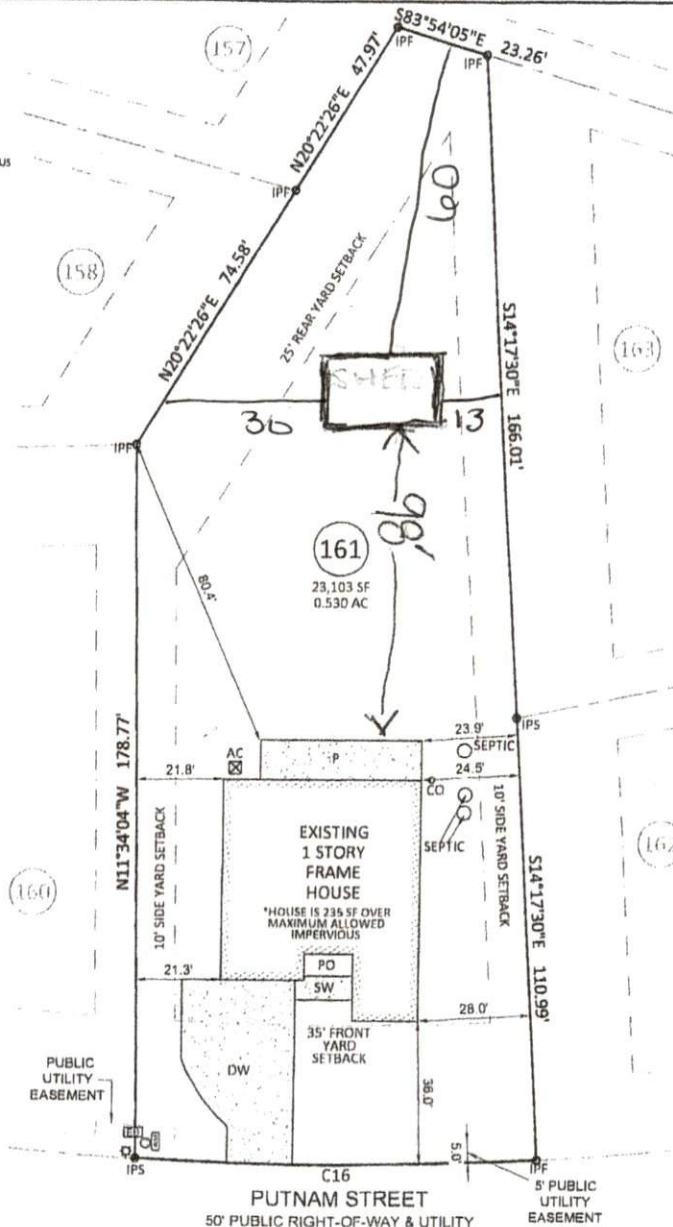 157
S83°54'05"E 23.26'
IPF
IPF
N20°22'26"E 47.97'
IPF
158
N20°22'26"E 74.58'
25' REAR YARD SETBACK
60
SHED
S14°17'30"E 166.01'
163
30
13
IPF
98'
161
23,103 SF
0.530 AC
80.4'
N11°34'04"W 178.77'
23.9'
IPS
AC
P
SEPTIC
21.8'
24.5'
CO
EXISTING
1 STORY
FRAME
HOUSE
*HOUSE IS 235 SF OVER
MAXIMUM ALLOWED
IMPERVIOUS
SEPTIC
10' SIDE YARD SETBACK
10' SIDE YARD SETBACK
162
160
S14°17'30"E 110.99'
21.3'
PO
SW
28.0'
35' FRONT
YARD
SETBACK
DW
36.0'
PUBLIC
UTILITY
EASEMENT
5.0'
IPS
C16
IPF
PUTNAM STREET
5' PUBLIC
UTILITY
EASEMENT
50' PUBLIC RIGHT-OF-WAY & UTILITY